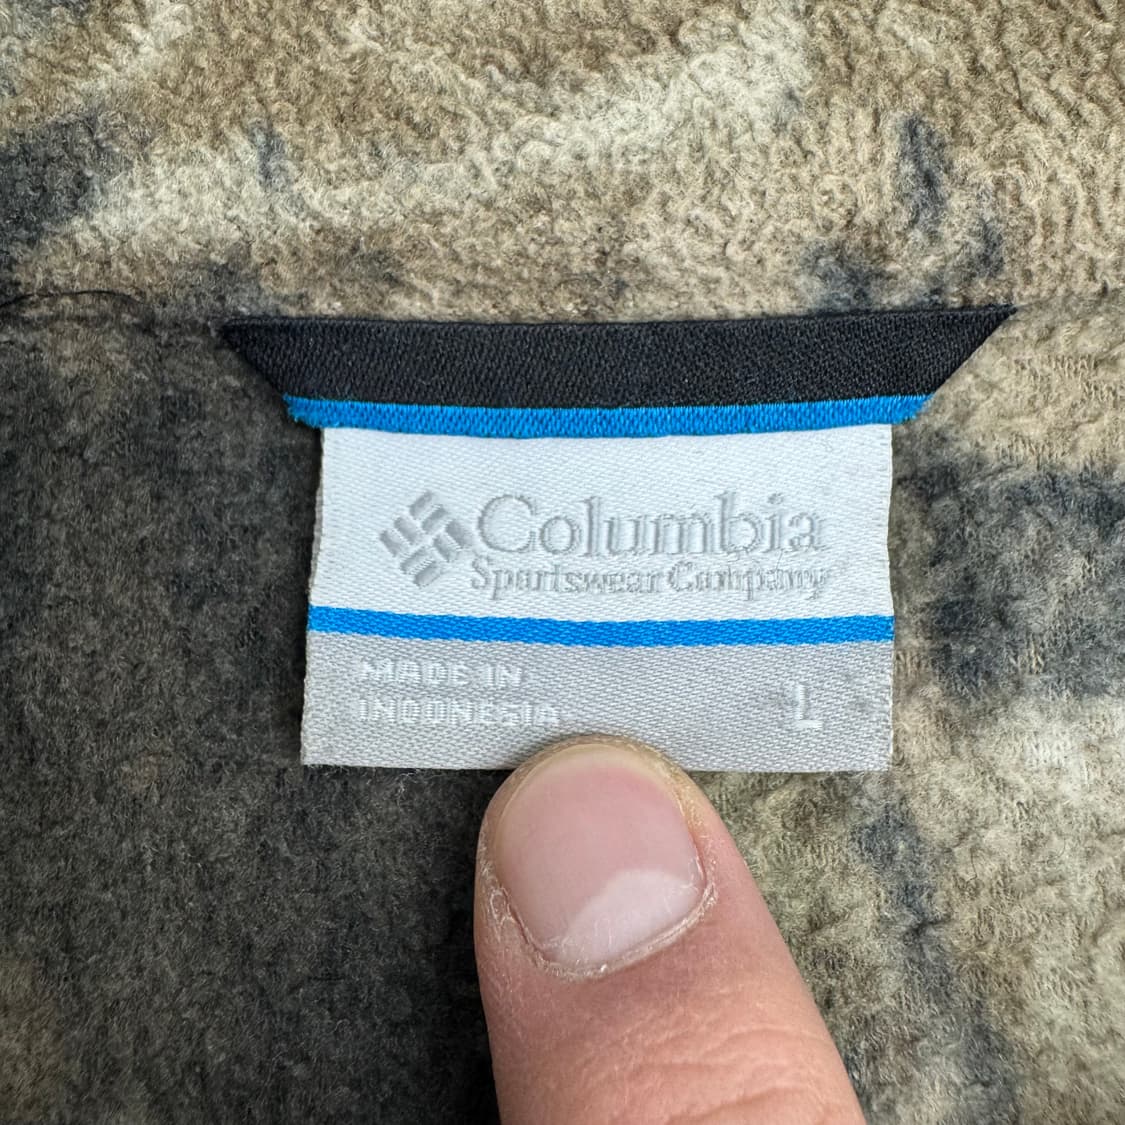 Columbia
Sportswear Company
MADE IN
INDONESIA
L